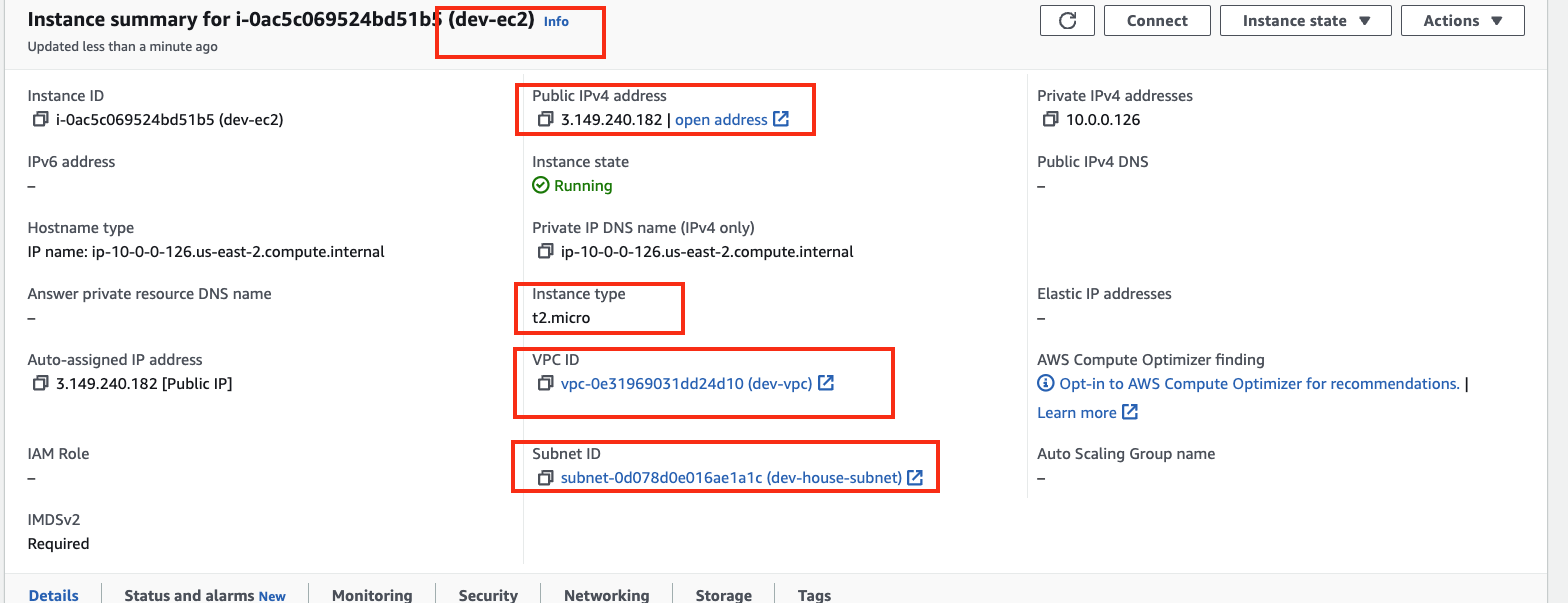 Instance summary for i-0ac5c069524bd51b5 (dev-ec2) Info
Updated less than a minute ago
Connect
Instance state
Actions
Instance ID
i-0ac5c069524bd51b5 (dev-ec2)
Public IPv4 address
3.149.240.182 | open address
Private IPv4 addresses
10.0.0.126
IPv6 address
–
Instance state
Running
Public IPv4 DNS
–
Hostname type
IP name: ip-10-0-0-126.us-east-2.compute.internal
Private IP DNS name (IPv4 only)
ip-10-0-0-126.us-east-2.compute.internal
Answer private resource DNS name
–
Instance type
t2.micro
Elastic IP addresses
–
Auto-assigned IP address
3.149.240.182 [Public IP]
VPC ID
vpc-0e31969031dd24d10 (dev-vpc)
AWS Compute Optimizer finding
Opt-in to AWS Compute Optimizer for recommendations. |
Learn more
IAM Role
–
Subnet ID
subnet-0d078d0e016ae1a1c (dev-house-subnet)
Auto Scaling Group name
–
IMDSv2
Required
Details
Status and alarms New
Monitoring
Security
Networking
Storage
Tags